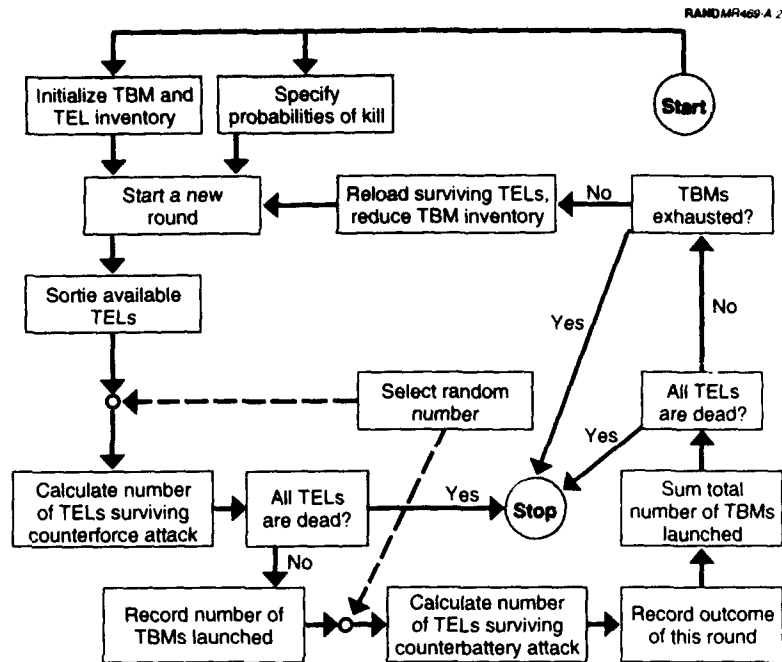 RAND MR469-A 2
Initialize TBM and
TEL inventory
Specify
probabilities of kill
Start
Start a new
round
Reload surviving TELs,
reduce TBM inventory
No
TBMs
exhausted?
Sortie available
TELs
Yes
No
Select random
number
All TELs
are dead?
Yes
Calculate number
of TELs surviving
counterforce attack
All TELs
are dead?
Yes
Stop
Sum total
number of TBMs
launched
No
Record number of
TBMs launched
Calculate number
of TELs surviving
counterbattery attack
Record outcome
of this round